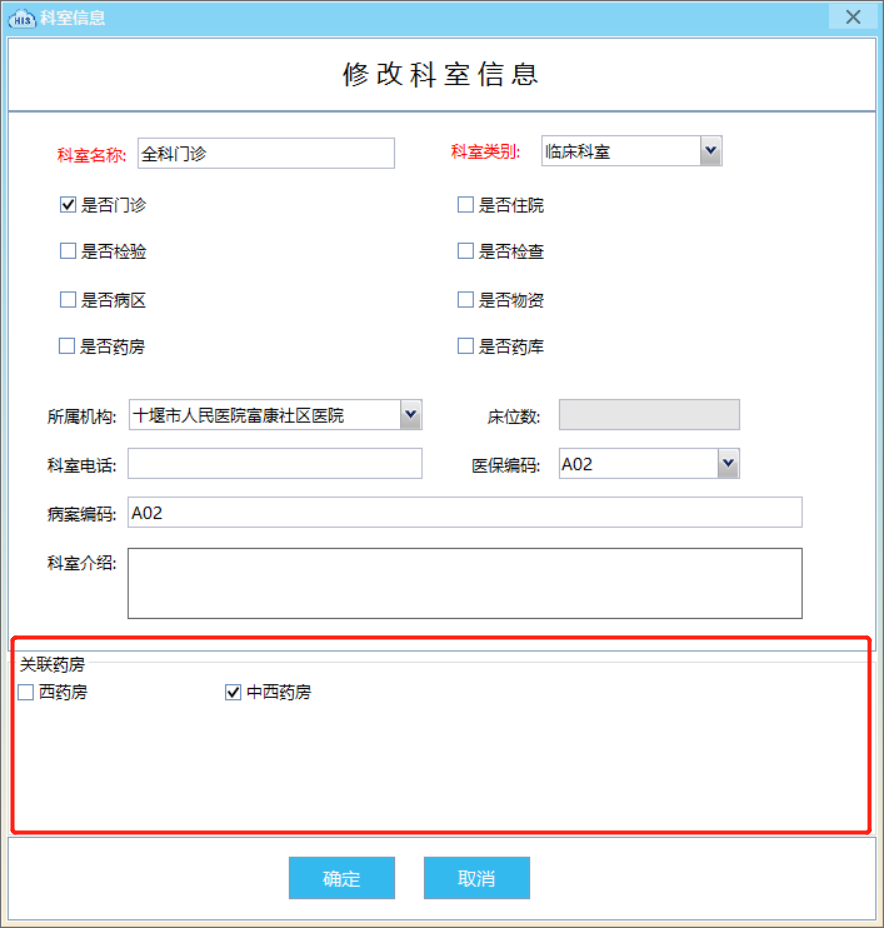 HIS 科室信息
修改科室信息
科室名称: 全科门诊 科室类别: 临床科室
是否门诊 是否住院
是否检验 是否检查
是否病区 是否物资
是否药房 是否药库
所属机构: 十堰市人民医院富康社区医院 床位数:
科室电话: 医保编码: A02
病案编码: A02
科室介绍:
关联药房
西药房 中西药房
确定 取消